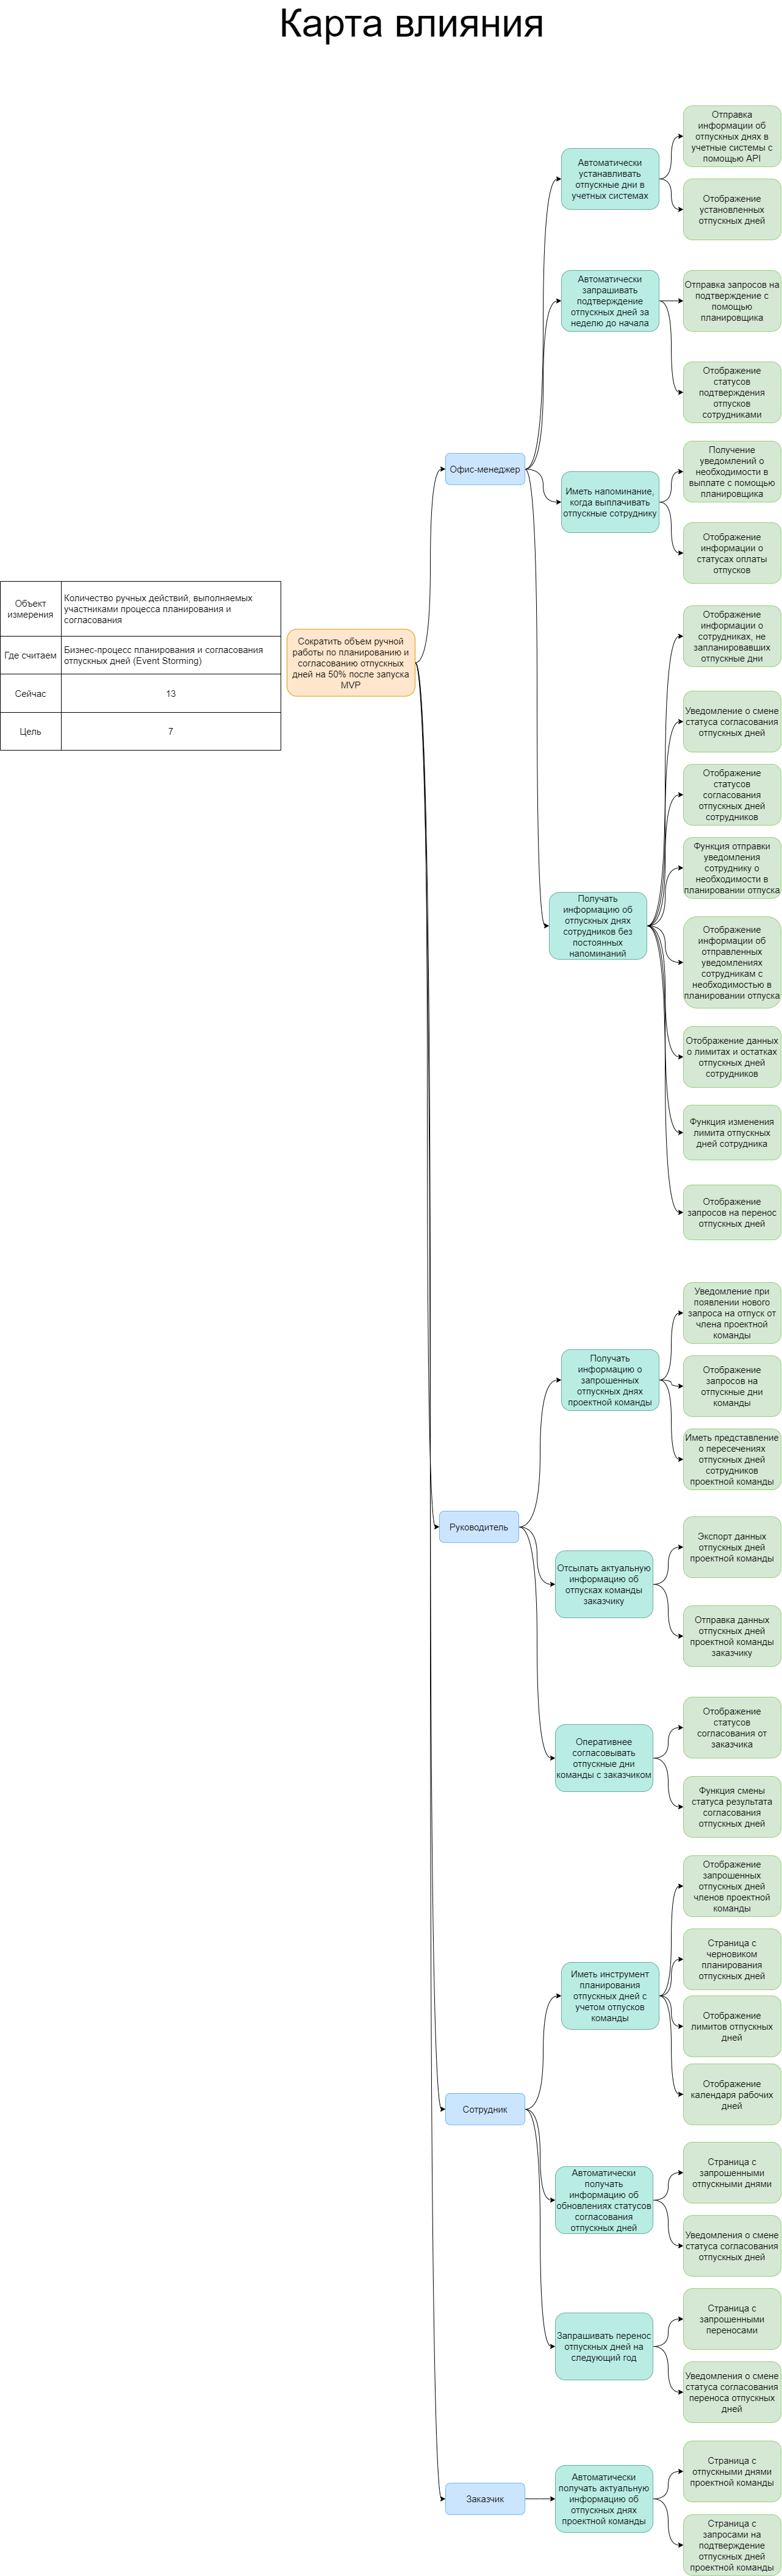 Карта влияния
Объект
измерения
Количество ручных действий, выполняемых
участниками процесса планирования и
согласования
Где считаем
Бизнес-процесс планирования и согласования
отпускных дней (Event Storming)
Сейчас
13
Цель
7
Сократить объем ручной
работы по планированию и
согласованию отпускных
дней на 50% после запуска
MVP
Офис-менеджер
Автоматически
устанавливать
отпускные дни в
учетных системах
Отправка
информации об
отпускных днях в
учетные системы с
помощью API
Отображение
установленных
отпускных дней
Автоматически
запрашивать
подтверждение
отпускных дней за
неделю до начала
Отправка запросов на
подтверждение с
помощью
планировщика
Отображение
статусов
подтверждения
отпусков
сотрудниками
Иметь напоминание,
когда выплачивать
отпускные сотруднику
Получение
уведомлений о
необходимости в
выплате с помощью
планировщика
Отображение
информации о
статусах оплаты
отпусков
Получать
информацию об
отпускных днях
сотрудников без
постоянных
напоминаний
Отображение
информации о
сотрудниках, не
запланировавших
отпускные дни
Уведомление о смене
статуса согласования
отпускных дней
Отображение
статусов
согласования
отпускных дней
сотрудников
Функция отправки
уведомления
сотруднику о
необходимости в
планировании отпуска
Отображение
информации об
отправленных
уведомлениях
сотрудникам с
необходимостью в
планировании отпуска
Отображение данных
о лимитах и остатках
отпускных дней
сотрудников
Функция изменения
лимита отпускных
дней сотрудника
Отображение
запросов на перенос
отпускных дней
Руководитель
Получать
информацию о
запрошенных
отпускных днях
проектной команды
Уведомление при
появлении нового
запроса на отпуск от
члена проектной
команды
Отображение
запросов на
отпускные дни
команды
Иметь представление
о пересечениях
отпускных дней
сотрудников
проектной команды
Отсылать актуальную
информацию об
отпусках команды
заказчику
Экспорт данных
отпускных дней
проектной команды
Отправка данных
отпускных дней
проектной команды
заказчику
Оперативнее
согласовывать
отпускные дни
команды с заказчиком
Отображение
статусов
согласования от
заказчика
Функция смены
статуса результата
согласования
отпускных дней
Сотрудник
Иметь инструмент
планирования
отпускных дней с
учетом отпусков
команды
Отображение
запрошенных
отпускных дней
членов проектной
команды
Страница с
черновиком
планирования
отпускных дней
Отображение
лимитов отпускных
дней
Отображение
календаря рабочих
дней
Автоматически
получать
информацию об
обновлениях статусов
согласования
отпускных дней
Страница с
запрошенными
отпускными днями
Уведомления о смене
статуса согласования
отпускных дней
Запрашивать перенос
отпускных дней на
следующий год
Страница с
запрошенными
переносами
Уведомления о смене
статуса согласования
переноса отпускных
дней
Заказчик
Автоматически
получать актуальную
информацию об
отпускных днях
проектной команды
Страница с
отпускными днями
проектной команды
Страница с
запросами на
подтверждение
отпускных дней
проектной команды